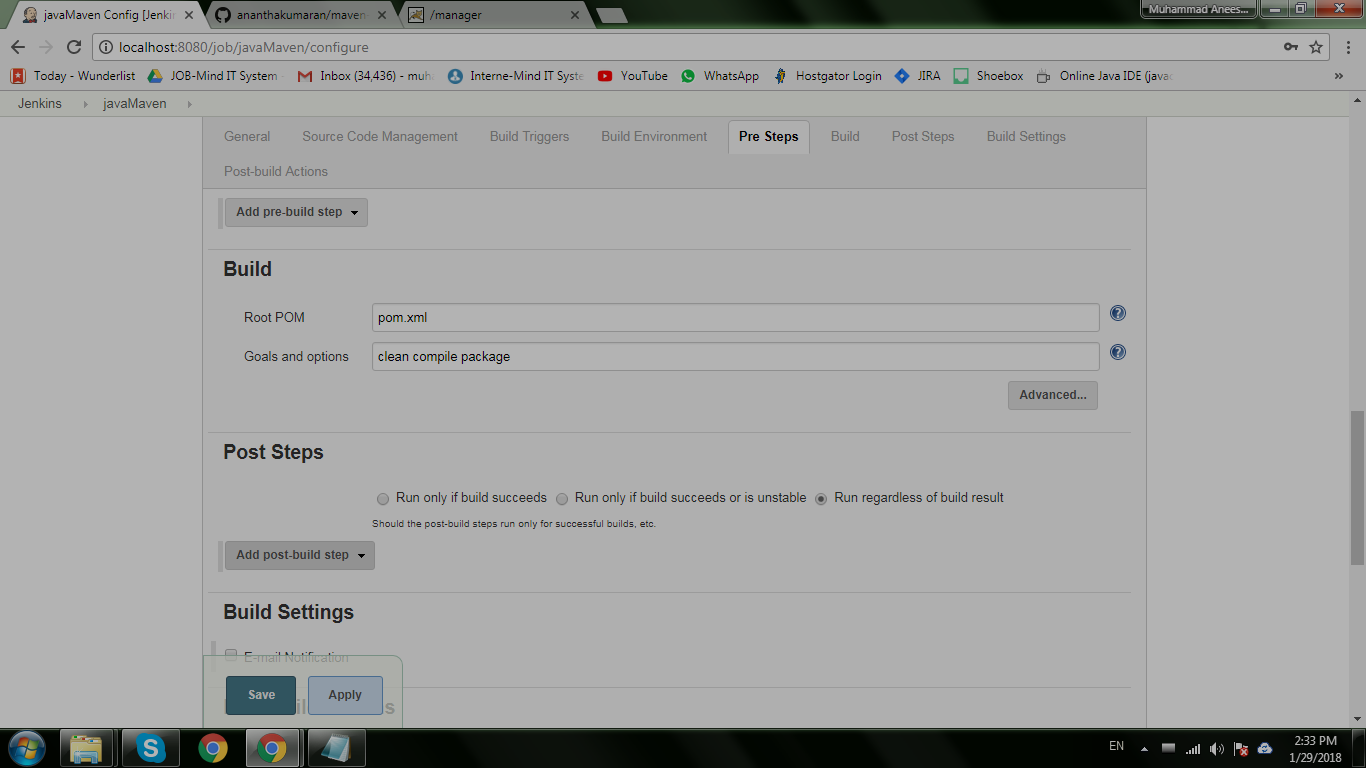 javaMaven Config [Jenkin
ananthakumaran/maven-
/manager
Muhammad Anees...
localhost:8080/job/javaMaven/configure
Today - Wunderlist
JOB-Mind IT System
Inbox (34,436) - muh
Interne-Mind IT Syste
YouTube
WhatsApp
Hostgator Login
JIRA
Shoebox
Online Java IDE (javac
»
Jenkins
javaMaven
General
Source Code Management
Build Triggers
Build Environment
Pre Steps
Build
Post Steps
Build Settings
Post-build Actions
Add pre-build step
Build
Root POM
pom.xml
Goals and options
clean compile package
Advanced...
Post Steps
Run only if build succeeds
Run only if build succeeds or is unstable
Run regardless of build result
Should the post-build steps run only for successful builds, etc.
Add post-build step
Build Settings
E-mail Notification
Save
Apply
EN
2:33 PM
1/29/2018